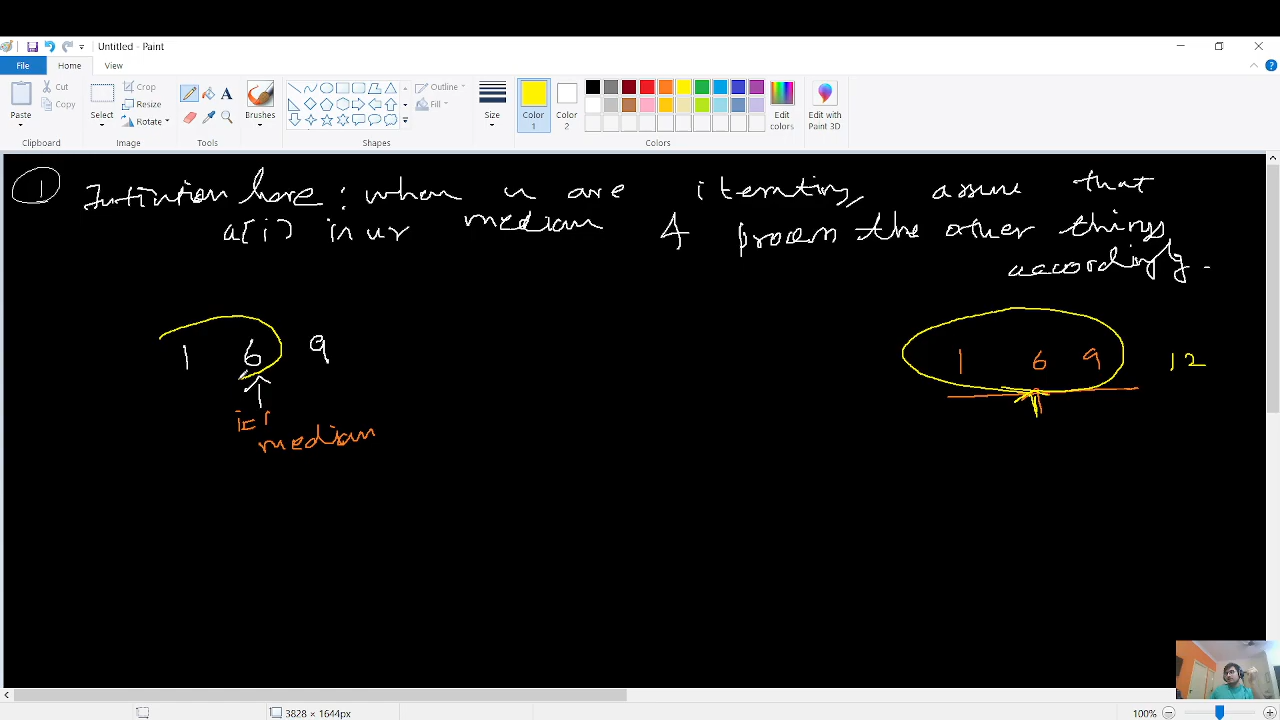 Untitled - Paint
File Home View
Cut
Copy
Paste
Clipboard
Crop
Resize
Rotate
Select
Image
Tools
Brushes
Outline
Fill
Shapes
Size
Color 1
Color 2
Edit colors
Colors
Edit with Paint 3D
1 Intiution here : when u are iterating, assume that
a[i] is ur median & process the other things
accordingly.
1 6 9
i=1
median
1 6 9 12
3828 × 1644px
100%